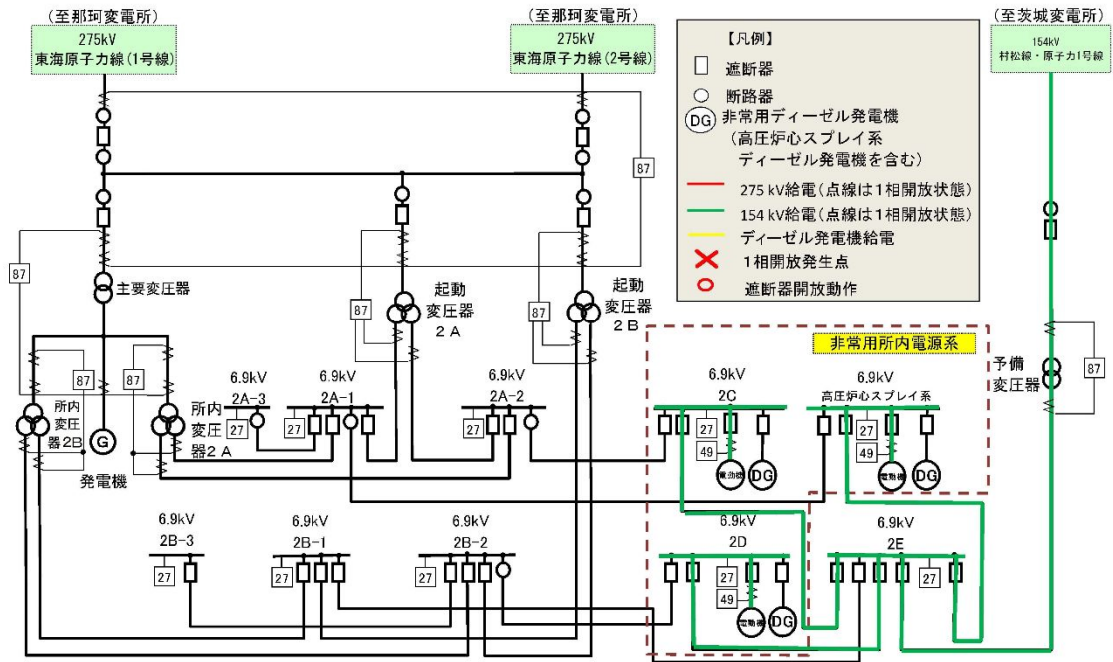 (至那珂変電所)
275kV
東海原子力線(1号線)
(至那珂変電所)
275kV
東海原子力線(2号線)
(至茨城変電所)
154kV
村松線・原子力1号線
【凡例】
遮断器
断路器
DG
非常用ディーゼル発電機
(高圧炉心スプレイ系
ディーゼル発電機を含む)
275 kV給電(点線は1相開放状態)
154 kV給電(点線は1相開放状態)
ディーゼル発電機給電
1相開放発生点
遮断器開放動作
87
87
87
87
主要変圧器
起動
変圧器
2A
起動
変圧器
2B
87
87
所内
変圧
器2B
G
発電機
所内
変圧
器2A
6.9kV
2A-3
27
6.9kV
2A-1
27
6.9kV
2A-2
27
非常用所内電源系
6.9kV
2C
27
49
電動機
DG
6.9kV
高圧炉心スプレイ系
27
49
電動機
DG
予備
変圧器
87
6.9kV
2B-3
27
6.9kV
2B-1
27
6.9kV
2B-2
27
6.9kV
2D
27
49
電動機
DG
6.9kV
2E
27